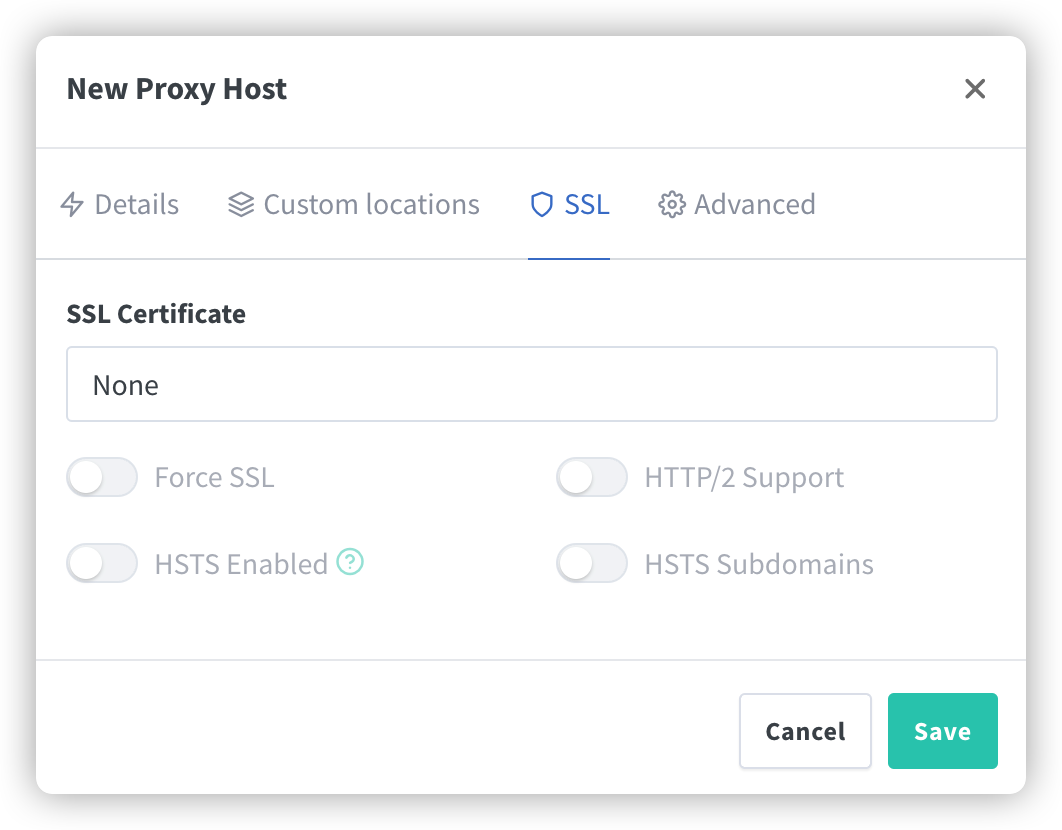 New Proxy Host
Details Custom locations SSL Advanced
SSL Certificate
None
Force SSL HTTP/2 Support
HSTS Enabled ? HSTS Subdomains
Cancel Save